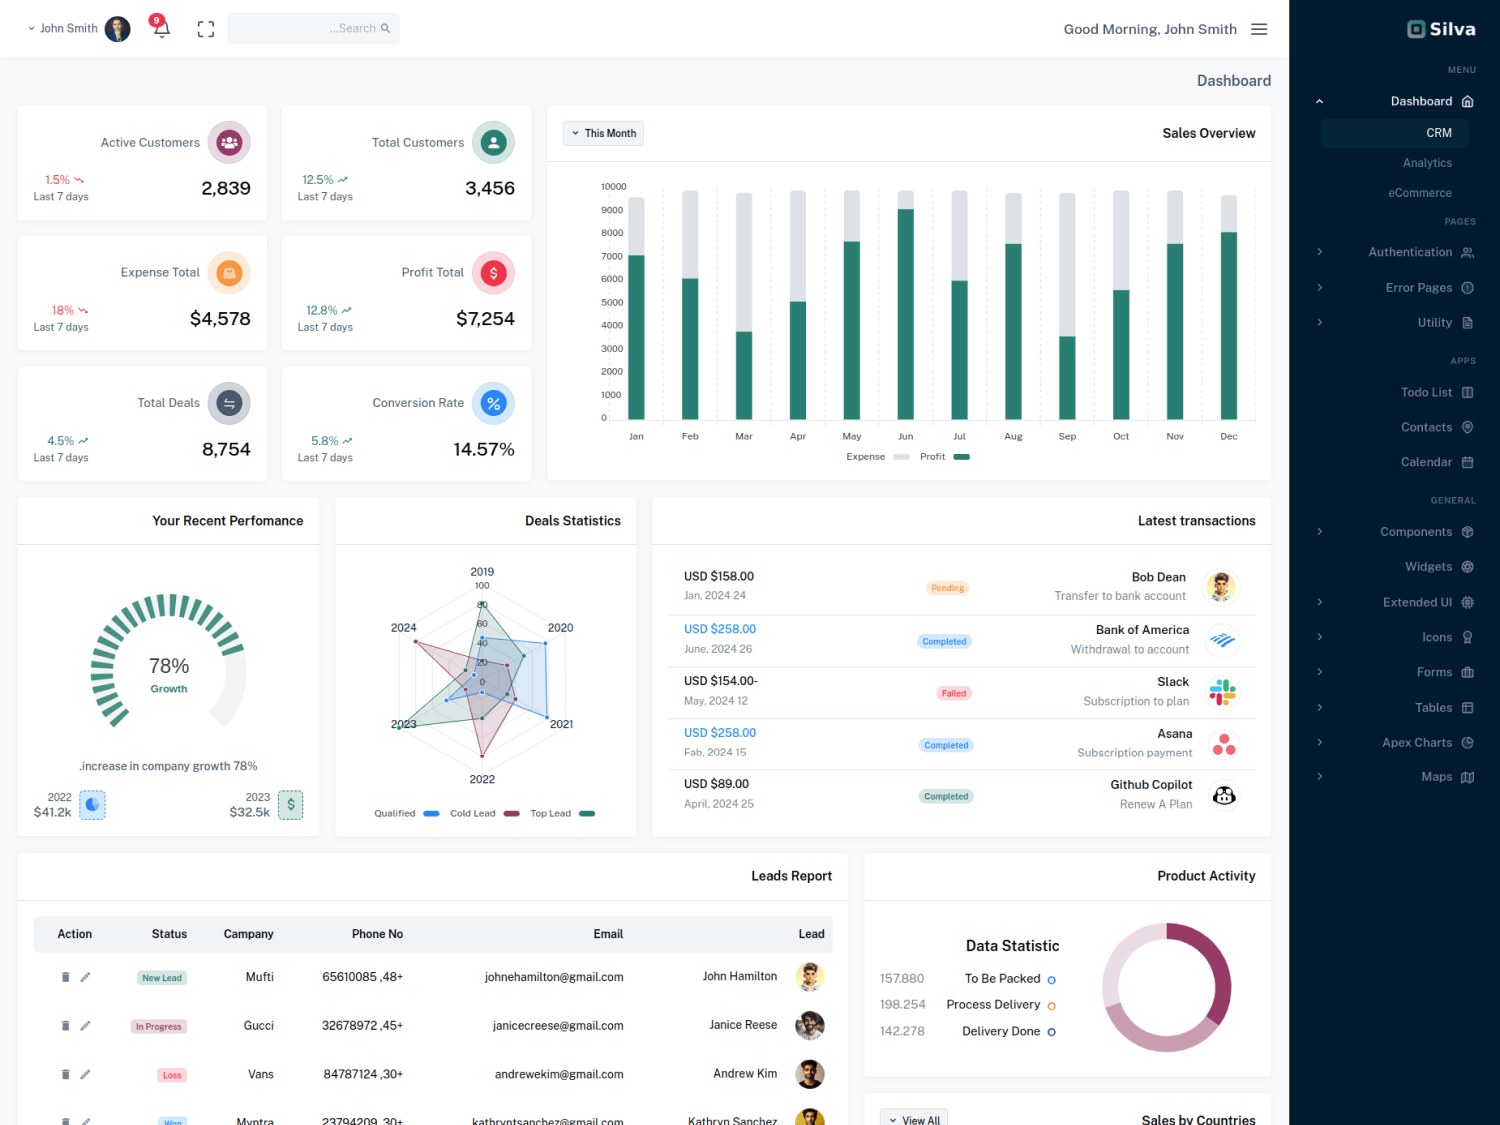 Silva
MENU
Dashboard
CRM
Analytics
eCommerce
PAGES
Authentication
Error Pages
Utility
APPS
Todo List
Contacts
Calendar
GENERAL
Components
Widgets
Extended UI
Icons
Forms
Tables
Apex Charts
Maps
John Smith
9
...Search
Good Morning, John Smith
Dashboard
Active Customers
1.5%
Last 7 days
2,839
Total Customers
12.5%
Last 7 days
3,456
Expense Total
18%
Last 7 days
$4,578
Profit Total
12.8%
Last 7 days
$7,254
Total Deals
4.5%
Last 7 days
8,754
Conversion Rate
5.8%
Last 7 days
14.57%
This Month
Sales Overview
10000
9000
8000
7000
6000
5000
4000
3000
2000
1000
0
Jan Feb Mar Apr May Jun Jul Aug Sep Oct Nov Dec
Expense Profit
Your Recent Perfomance
78%
Growth
.increase in company growth 78%
2022
$41.2k
2023
$32.5k
Deals Statistics
2019
100
80
60
40
20
0
2020
2021
2022
2023
2024
Qualified Cold Lead Top Lead
Latest transactions
USD $158.00 Pending Bob Dean
Jan, 2024 24 Transfer to bank account
USD $258.00 Completed Bank of America
June, 2024 26 Withdrawal to account
USD $154.00- Failed Slack
May, 2024 12 Subscription to plan
USD $258.00 Completed Asana
Fab, 2024 15 Subscription payment
USD $89.00 Completed Github Copilot
April, 2024 25 Renew A Plan
Leads Report
Action Status Campany Phone No Email Lead
New Lead Mufti 65610085 ,48+ johnehamilton@gmail.com John Hamilton
In Progress Gucci 32678972 ,45+ janicecreese@gmail.com Janice Reese
Loss Vans 84787124 ,30+ andrewekim@gmail.com Andrew Kim
Won Myntra 23794209 ,30+ kathryntsanchez@gmail.com Kathryn Sanchez
Product Activity
Data Statistic
157.880 To Be Packed
198.254 Process Delivery
142.278 Delivery Done
View All
Sales by Countries